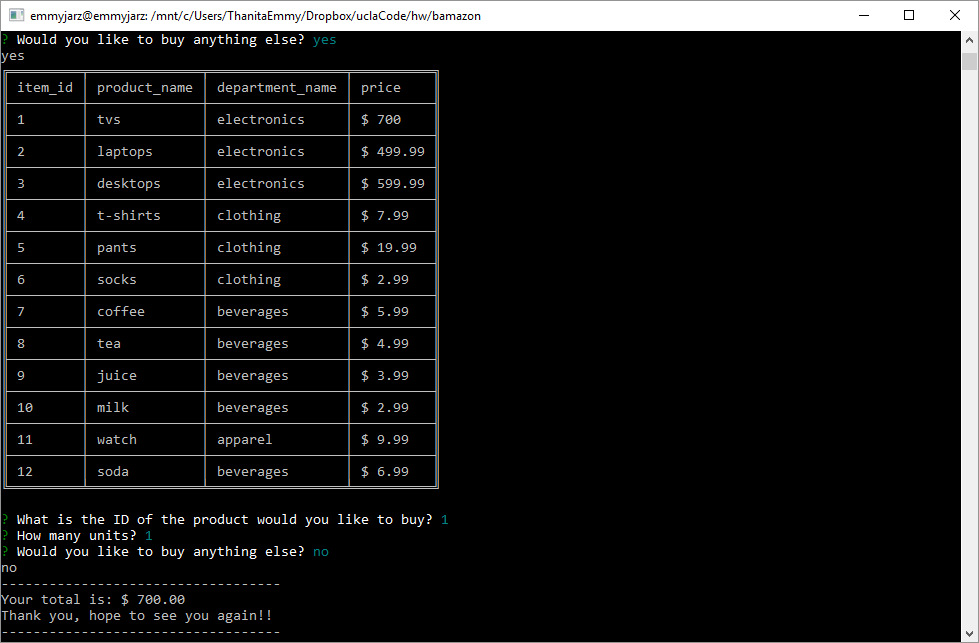 emmyjarz@emmyjarz: /mnt/c/Users/ThanitaEmmy/Dropbox/uclaCode/hw/bamazon
? Would you like to buy anything else? yes
yes
item_id product_name department_name price
1 tvs electronics $ 700
2 laptops electronics $ 499.99
3 desktops electronics $ 599.99
4 t-shirts clothing $ 7.99
5 pants clothing $ 19.99
6 socks clothing $ 2.99
7 coffee beverages $ 5.99
8 tea beverages $ 4.99
9 juice beverages $ 3.99
10 milk beverages $ 2.99
11 watch apparel $ 9.99
12 soda beverages $ 6.99
? What is the ID of the product would you like to buy? 1
? How many units? 1
? Would you like to buy anything else? no
no
-----------------------------------
Your total is: $ 700.00
Thank you, hope to see you again!!
-----------------------------------